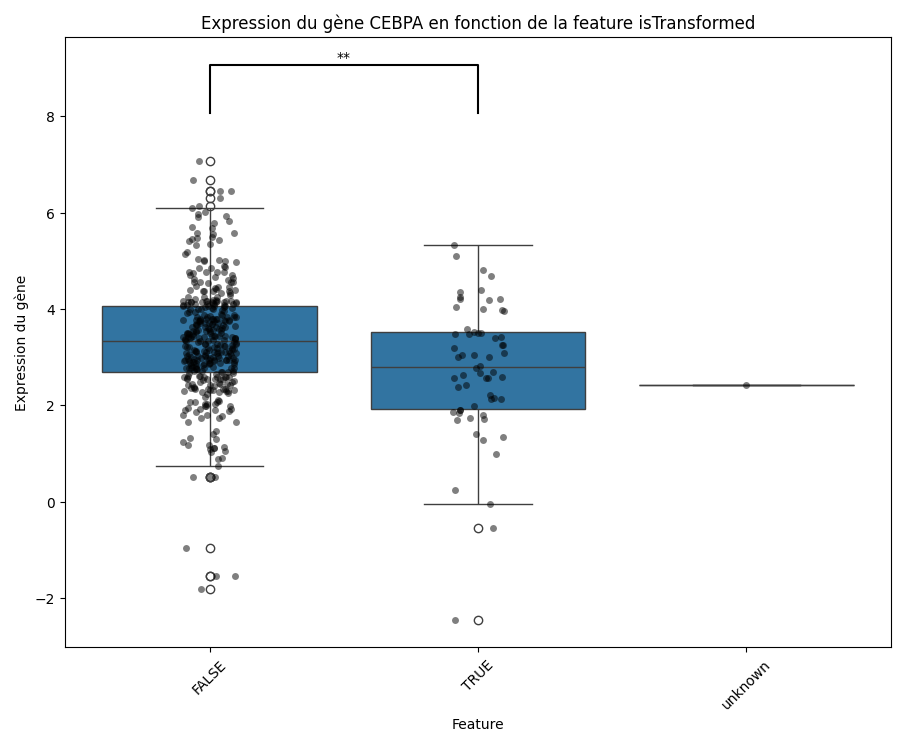 Expression du gène CEBPA en fonction de la feature isTransformed
**
8
6
4
2
0
−2
Expression du gène
FALSE
TRUE
unknown
Feature